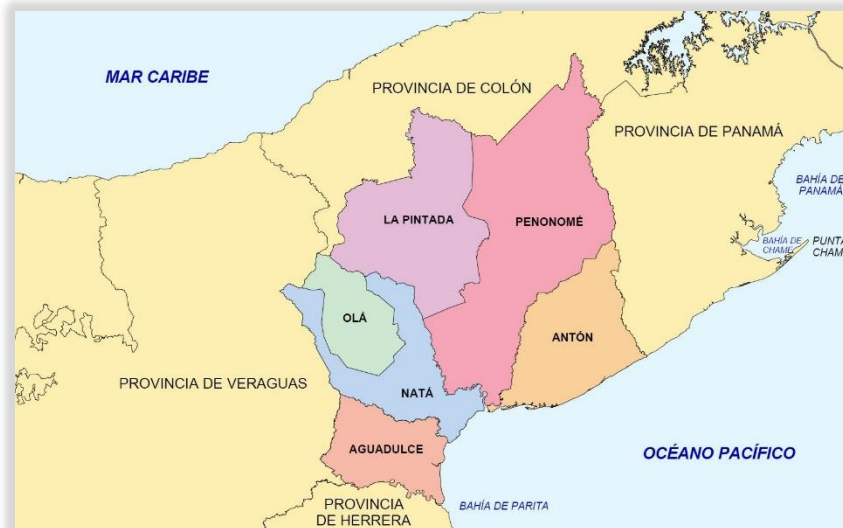 MAR CARIBE
PROVINCIA DE COLÓN
PROVINCIA DE PANAMÁ
BAHÍA DE
PANAMÁ
LA PINTADA
PENONOMÉ
BAHÍA DE
CHAME
PUNTA
CHAM
OLÁ
ANTÓN
PROVINCIA DE VERAGUAS
NATÁ
AGUADULCE
OCÉANO PACÍFICO
PROVINCIA
DE HERRERA
BAHÍA DE PARITA